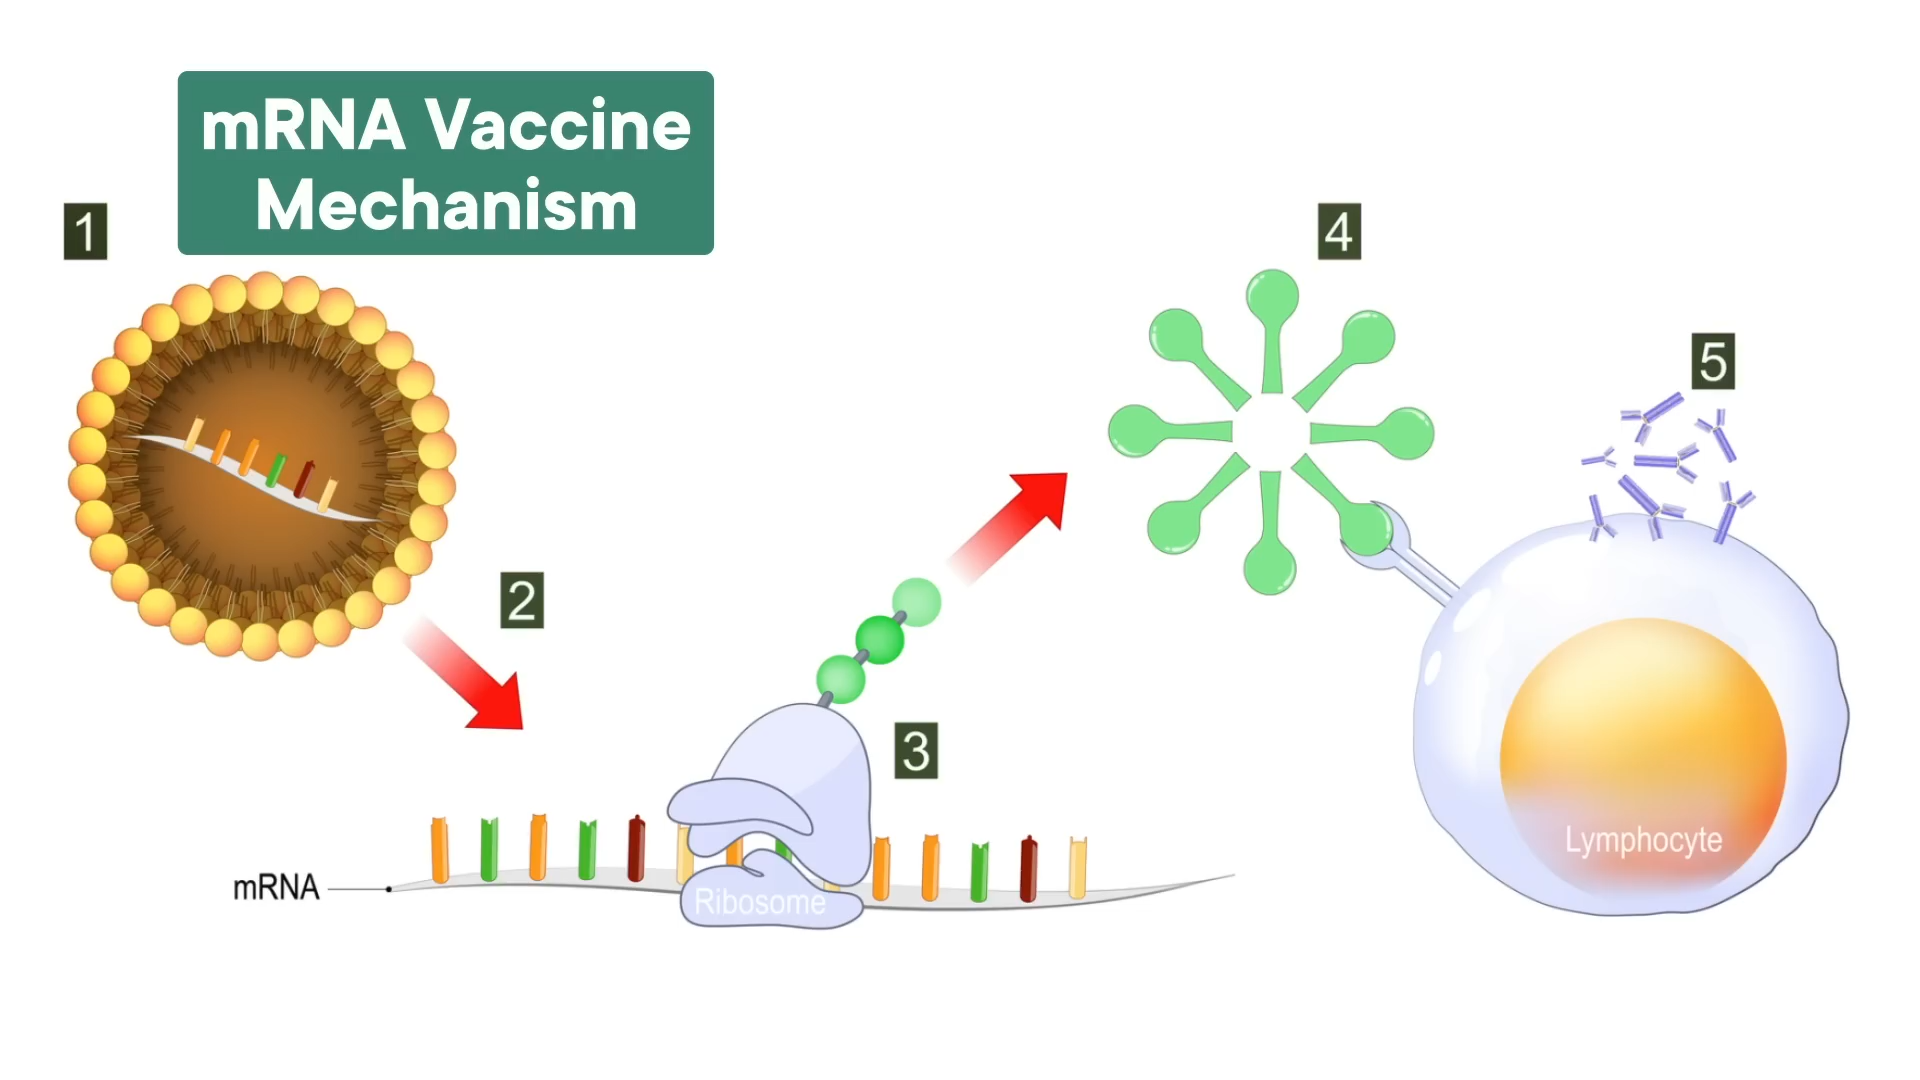 mRNA Vaccine
Mechanism
1
2
3
4
5
mRNA
Ribosome
Lymphocyte